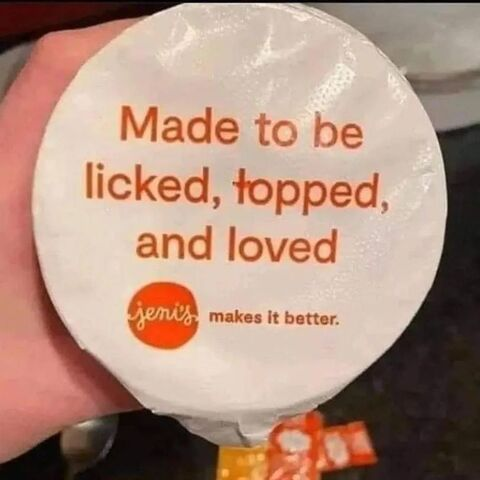 Made to be
licked, topped,
and loved
jeni's. makes it better.